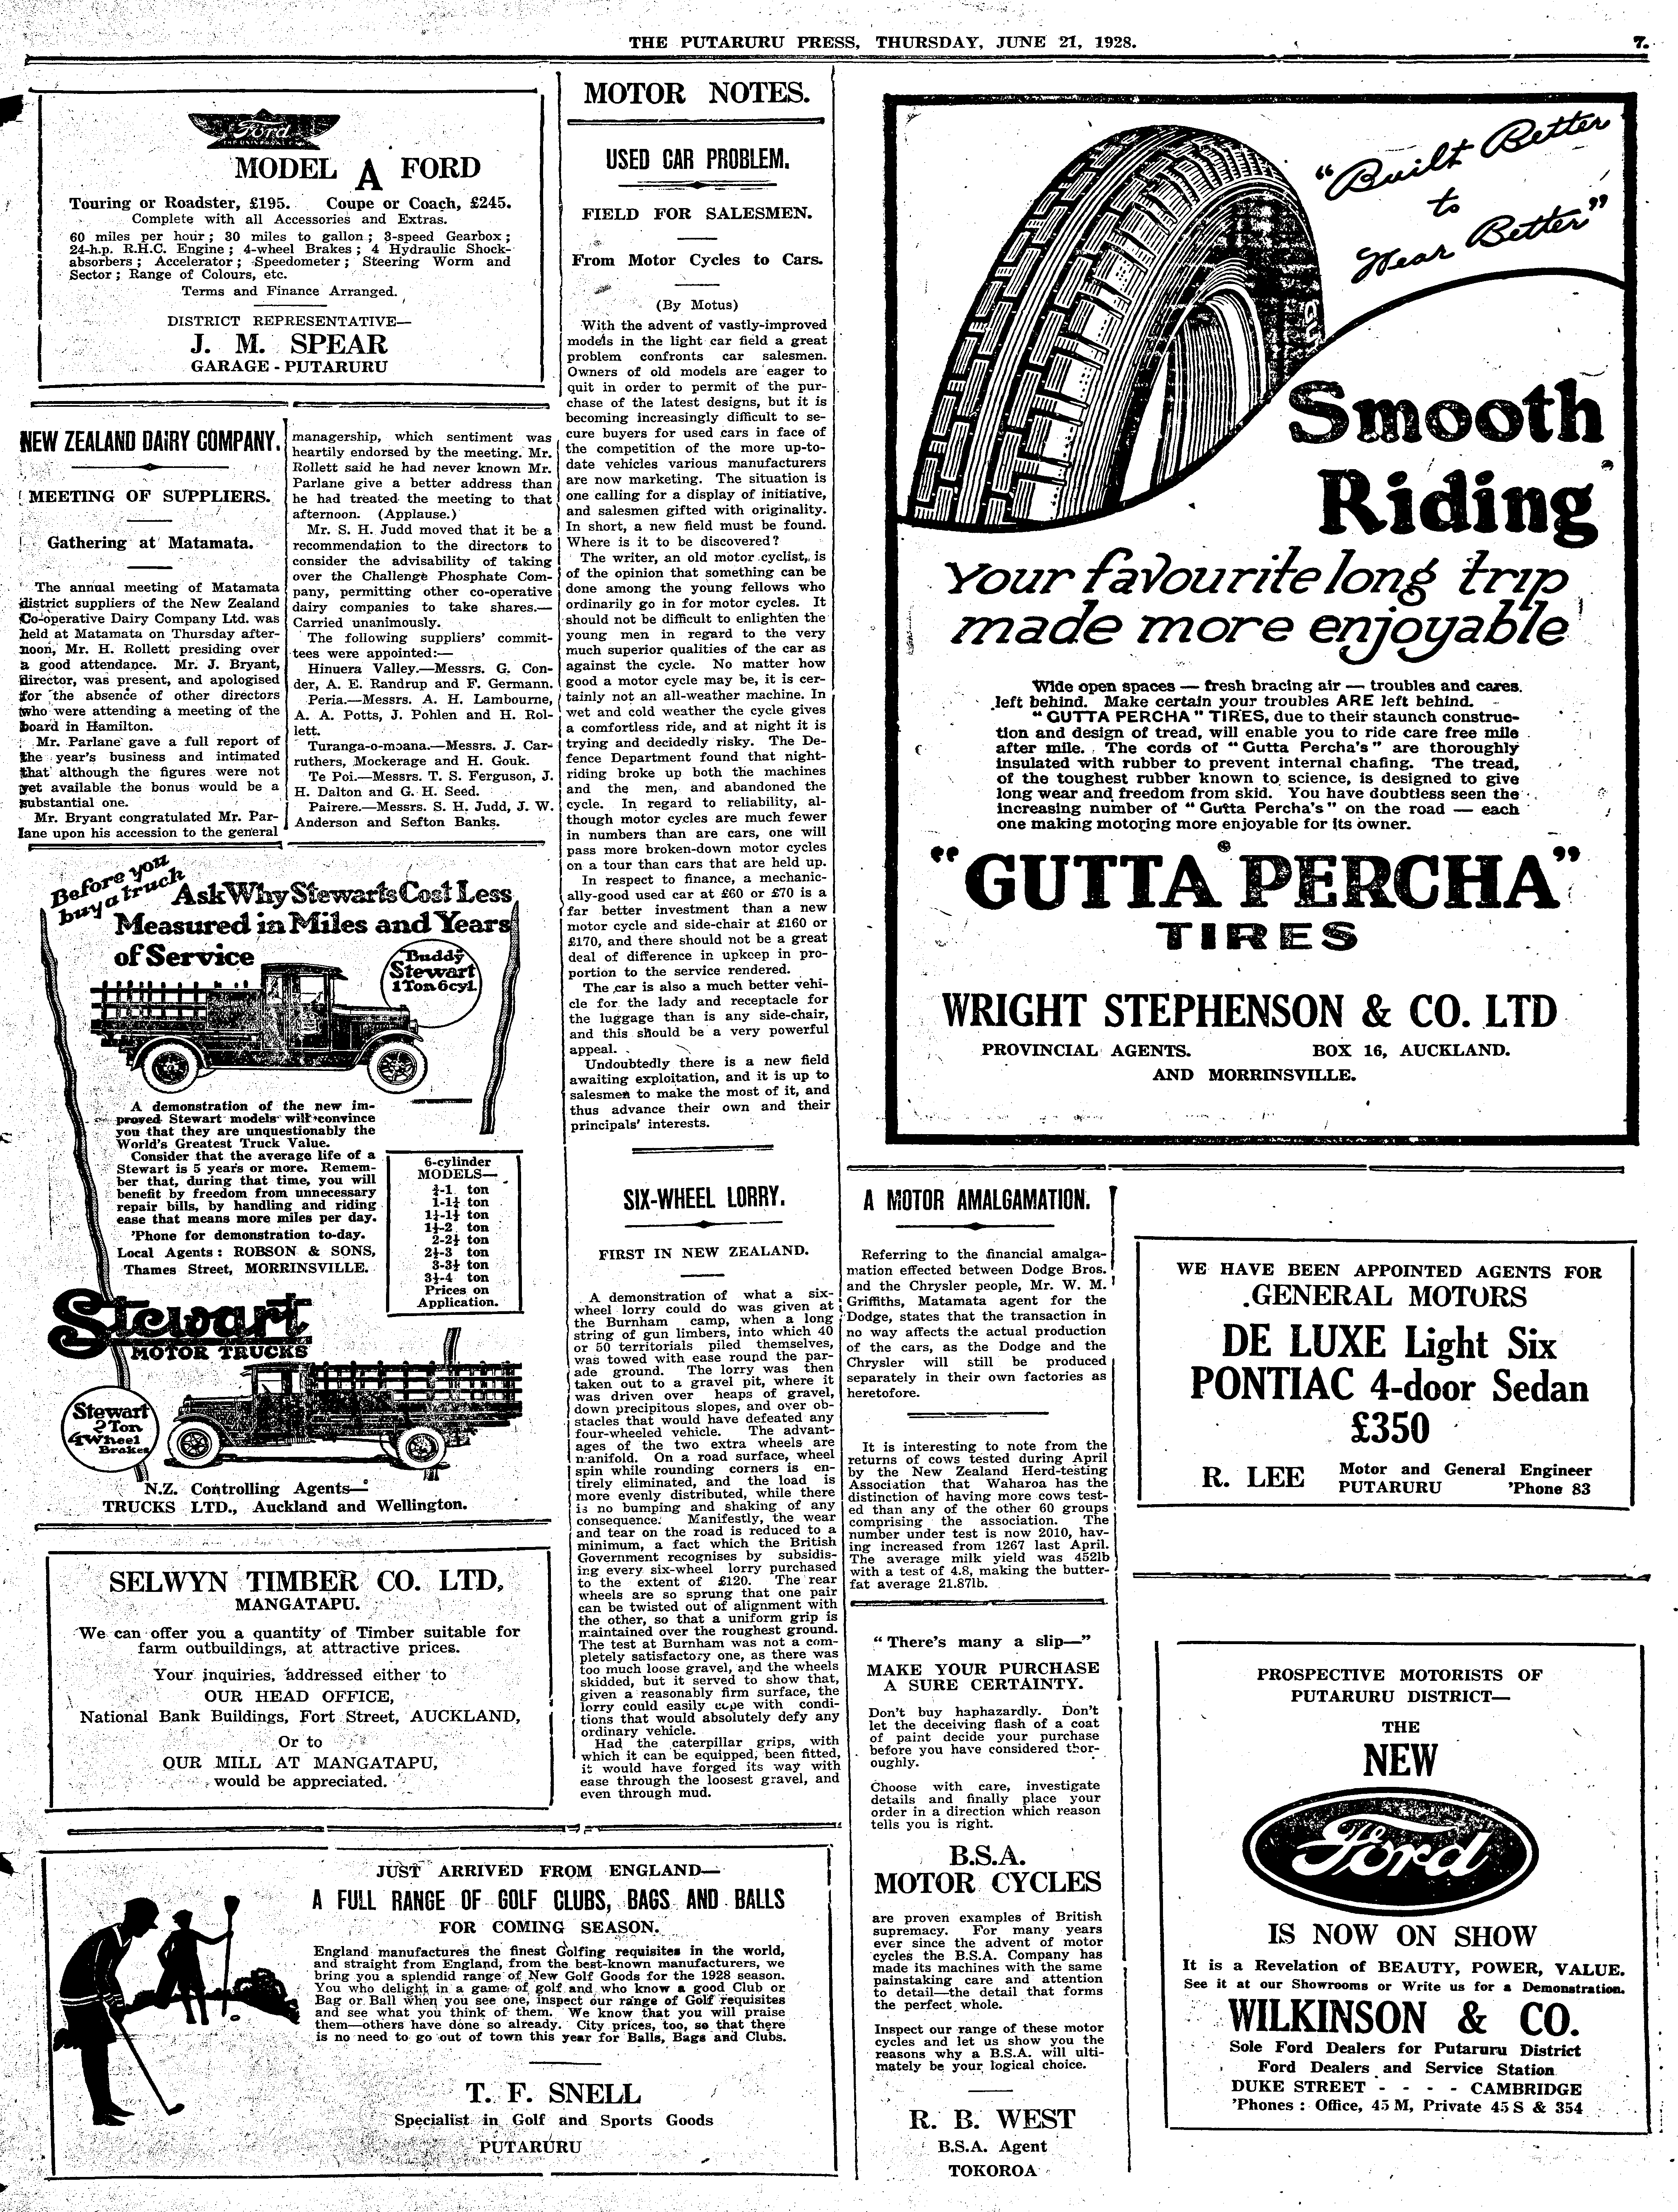 THE PUTARURU PRESS, THURSDAY, JUNE 21, 1928.
7.
Ford
THE UNIVERSAL CAR
MODEL A FORD
Touring or Roadster, £195. Coupe or Coach, £245.
Complete with all Accessories and Extras.
60 miles per hour; 30 miles to gallon; 3-speed Gearbox;
24-h.p. R.H.C. Engine; 4-wheel Brakes; 4 Hydraulic Shock-
absorbers; Accelerator; Speedometer; Steering Worm and
Sector; Range of Colours, etc.
Terms and Finance Arranged.
DISTRICT REPRESENTATIVE—
J. M. SPEAR
GARAGE - PUTARURU
NEW ZEALAND DAIRY COMPANY.
MEETING OF SUPPLIERS.
Gathering at Matamata.
The annual meeting of Matamata
district suppliers of the New Zealand
Co-operative Dairy Company Ltd. was
held at Matamata on Thursday after-
noon, Mr. H. Rollett presiding over
a good attendance. Mr. J. Bryant,
director, was present, and apologised
for the absence of other directors
who were attending a meeting of the
board in Hamilton.
Mr. Parlane gave a full report of
the year's business and intimated
that although the figures were not
yet available the bonus would be a
substantial one.
Mr. Bryant congratulated Mr. Par-
lane upon his accession to the general
managership, which sentiment was
heartily endorsed by the meeting. Mr.
Rollett said he had never known Mr.
Parlane give a better address than
he had treated the meeting to that
afternoon. (Applause.)
Mr. S. H. Judd moved that it be a
recommendation to the directors to
consider the advisability of taking
over the Challenge Phosphate Com-
pany, permitting other co-operative
dairy companies to take shares.—
Carried unanimously.
The following suppliers' commit-
tees were appointed:—
Hinuera Valley.—Messrs. G. Con-
der, A. E. Randrup and F. Germann.
Peria.—Messrs. A. H. Lambourne,
A. A. Potts, J. Pohlen and H. Rol-
lett.
Turanga-o-moana.—Messrs. J. Car-
ruthers, Mockerage and H. Gouk.
Te Poi.—Messrs. T. S. Ferguson, J.
H. Dalton and G. H. Seed.
Pairere.—Messrs. S. H. Judd, J. W.
Anderson and Sefton Banks.
Before you
buy a truck
Ask Why Stewarts Cost Less
Measured in Miles and Years
of Service
Buddy
Stewart
1 Ton 6 cyl.
A demonstration of the new im-
proved Stewart models will convince
you that they are unquestionably the
World's Greatest Truck Value.
Consider that the average life of a
Stewart is 5 years or more. Remem-
ber that, during that time, you will
benefit by freedom from unnecessary
repair bills, by handling and riding
ease that means more miles per day.
'Phone for demonstration to-day.
Local Agents: ROBSON & SONS,
Thames Street, MORRINSVILLE.
6-cylinder
MODELS—
¾-1 ton
1-1¼ ton
1¼-1½ ton
1½-2 ton
2-2½ ton
2½-3 ton
3-3½ ton
3½-4 ton
Prices on
Application.
Stewart
MOTOR TRUCKS
Stewart
2 Ton
4 Wheel
Brakes
N.Z. Controlling Agents—
TRUCKS LTD., Auckland and Wellington.
SELWYN TIMBER CO. LTD,
MANGATAPU.
We can offer you a quantity of Timber suitable for
farm outbuildings, at attractive prices.
Your inquiries, addressed either to
OUR HEAD OFFICE,
National Bank Buildings, Fort Street, AUCKLAND,
Or to
OUR MILL AT MANGATAPU,
would be appreciated.
JUST ARRIVED FROM ENGLAND—
A FULL RANGE OF GOLF CLUBS, BAGS AND BALLS
FOR COMING SEASON.
England manufactures the finest Golfing requisites in the world,
and straight from England, from the best-known manufacturers, we
bring you a splendid range of New Golf Goods for the 1928 season.
You who delight in a game of golf and who know a good Club or
Bag or Ball when you see one, inspect our range of Golf requisites
and see what you think of them. We know that you will praise
them—others have done so already. City prices, too, so that there
is no need to go out of town this year for Balls, Bags and Clubs.
T. F. SNELL
Specialist in Golf and Sports Goods
PUTARURU
MOTOR NOTES.
USED CAR PROBLEM.
FIELD FOR SALESMEN.
From Motor Cycles to Cars.
(By Motus)
With the advent of vastly-improved
models in the light car field a great
problem confronts car salesmen.
Owners of old models are eager to
quit in order to permit of the pur-
chase of the latest designs, but it is
becoming increasingly difficult to se-
cure buyers for used cars in face of
the competition of the more up-to-
date vehicles various manufacturers
are now marketing. The situation is
one calling for a display of initiative,
and salesmen gifted with originality.
In short, a new field must be found.
Where is it to be discovered?
The writer, an old motor cyclist, is
of the opinion that something can be
done among the young fellows who
ordinarily go in for motor cycles. It
should not be difficult to enlighten the
young men in regard to the very
much superior qualities of the car as
against the cycle. No matter how
good a motor cycle may be, it is cer-
tainly not an all-weather machine. In
wet and cold weather the cycle gives
a comfortless ride, and at night it is
trying and decidedly risky. The De-
fence Department found that night-
riding broke up both the machines
and the men, and abandoned the
cycle. In regard to reliability, al-
though motor cycles are much fewer
in numbers than are cars, one will
pass more broken-down motor cycles
on a tour than cars that are held up.
In respect to finance, a mechanic-
ally-good used car at £60 or £70 is a
far better investment than a new
motor cycle and side-chair at £160 or
£170, and there should not be a great
deal of difference in upkeep in pro-
portion to the service rendered.
The car is also a much better vehi-
cle for the lady and receptacle for
the luggage than is any side-chair,
and this should be a very powerful
appeal.
Undoubtedly there is a new field
awaiting exploitation, and it is up to
salesmen to make the most of it, and
thus advance their own and their
principals' interests.
SIX-WHEEL LORRY.
FIRST IN NEW ZEALAND.
A demonstration of what a six-
wheel lorry could do was given at
the Burnham camp, when a long
string of gun limbers, into which 40
or 50 territorials piled themselves,
was towed with ease round the par-
ade ground. The lorry was then
taken out to a gravel pit, where it
was driven over heaps of gravel,
down precipitous slopes, and over ob-
stacles that would have defeated any
four-wheeled vehicle. The advant-
ages of the two extra wheels are
manifold. On a road surface, wheel
spin while rounding corners is en-
tirely eliminated, and the load is
more evenly distributed, while there
is no bumping and shaking of any
consequence. Manifestly, the wear
and tear on the road is reduced to a
minimum, a fact which the British
Government recognises by subsidis-
ing every six-wheel lorry purchased
to the extent of £120. The rear
wheels are so sprung that one pair
can be twisted out of alignment with
the other, so that a uniform grip is
maintained over the roughest ground.
The test at Burnham was not a com-
pletely satisfactory one, as there was
too much loose gravel, and the wheels
skidded, but it served to show that,
given a reasonably firm surface, the
lorry could easily cope with condi-
tions that would absolutely defy any
ordinary vehicle.
Had the caterpillar grips, with
which it can be equipped, been fitted,
it would have forged its way with
ease through the loosest gravel, and
even through mud.
"Built Better
to
Wear Better"
Smooth
Riding
Your favourite long trip
made more enjoyable
Wide open spaces — fresh bracing air — troubles and cares.
left behind. Make certain your troubles ARE left behind.
"GUTTA PERCHA" TIRES, due to their staunch construc-
tion and design of tread, will enable you to ride care free mile
after mile. The cords of "Gutta Percha's" are thoroughly
insulated with rubber to prevent internal chafing. The tread,
of the toughest rubber known to science, is designed to give
long wear and freedom from skid. You have doubtless seen the
increasing number of "Gutta Percha's" on the road — each
one making motoring more enjoyable for its owner.
"GUTTA PERCHA"
TIRES
WRIGHT STEPHENSON & CO. LTD
PROVINCIAL AGENTS. BOX 16, AUCKLAND.
AND MORRINSVILLE.
A MOTOR AMALGAMATION.
Referring to the financial amalga-
mation effected between Dodge Bros.
and the Chrysler people, Mr. W. M.
Griffiths, Matamata agent for the
Dodge, states that the transaction in
no way affects the actual production
of the cars, as the Dodge and the
Chrysler will still be produced
separately in their own factories as
heretofore.
It is interesting to note from the
returns of cows tested during April
by the New Zealand Herd-testing
Association that Waharoa has the
distinction of having more cows test-
ed than any of the other 60 groups
comprising the association. The
number under test is now 2010, hav-
ing increased from 1267 last April.
The average milk yield was 452lb
with a test of 4.8, making the butter-
fat average 21.87lb.
"There's many a slip—"
MAKE YOUR PURCHASE
A SURE CERTAINTY.
Don't buy haphazardly. Don't
let the deceiving flash of a coat
of paint decide your purchase
before you have considered thor-
oughly.
Choose with care, investigate
details and finally place your
order in a direction which reason
tells you is right.
B.S.A.
MOTOR CYCLES
are proven examples of British
supremacy. For many years
ever since the advent of motor
cycles the B.S.A. Company has
made its machines with the same
painstaking care and attention
to detail—the detail that forms
the perfect whole.
Inspect our range of these motor
cycles and let us show you the
reasons why a B.S.A. will ulti-
mately be your logical choice.
R. B. WEST
B.S.A. Agent
TOKOROA
WE HAVE BEEN APPOINTED AGENTS FOR
GENERAL MOTORS
DE LUXE Light Six
PONTIAC 4-door Sedan
£350
R. LEE
Motor and General Engineer
PUTARURU 'Phone 83
PROSPECTIVE MOTORISTS OF
PUTARURU DISTRICT—
THE
NEW
Ford
IS NOW ON SHOW
It is a Revelation of BEAUTY, POWER, VALUE.
See it at our Showrooms or Write us for a Demonstration.
WILKINSON & CO.
Sole Ford Dealers for Putaruru District
Ford Dealers and Service Station
DUKE STREET - - - - CAMBRIDGE
'Phones: Office, 45 M, Private 45 S & 354